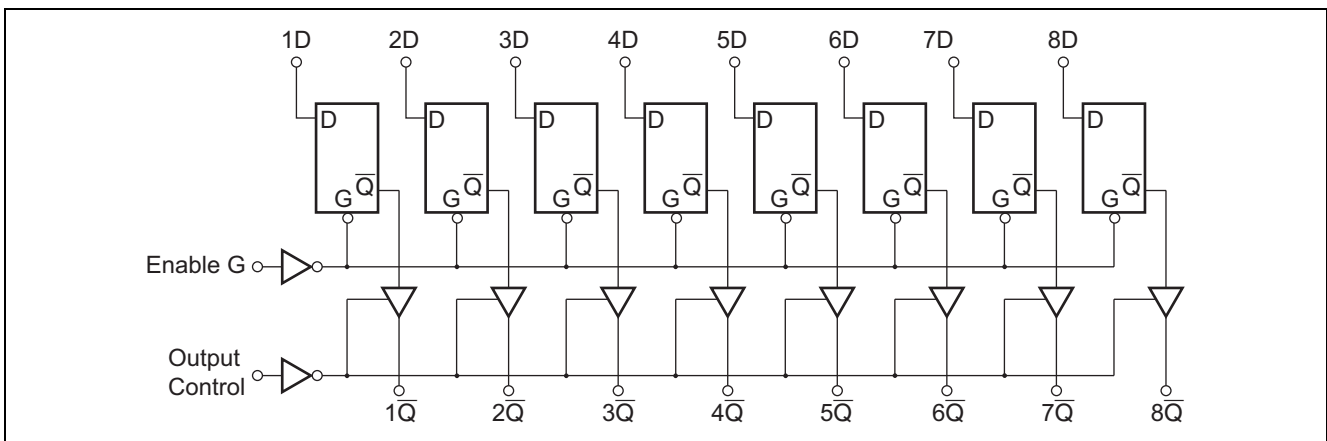 1D 2D 3D 4D 5D 6D 7D 8D
D D D D D D D D
Q̅ Q̅ Q̅ Q̅ Q̅ Q̅ Q̅ Q̅
G G G G G G G G
Enable G
Output
Control
1Q̅ 2Q̅ 3Q̅ 4Q̅ 5Q̅ 6Q̅ 7Q̅ 8Q̅